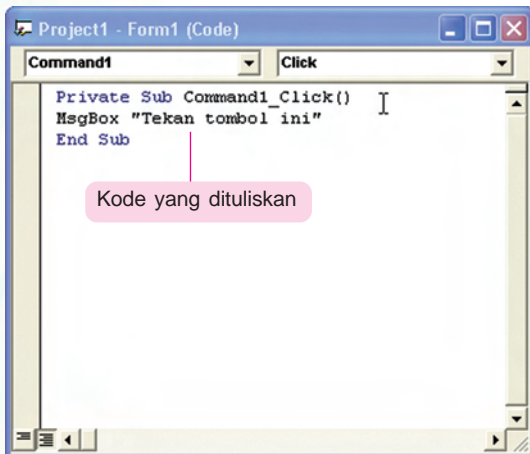 Project1 - Form1 (Code)
Command1 Click
Private Sub Command1_Click()
MsgBox "Tekan tombol ini"
End Sub
Kode yang dituliskan